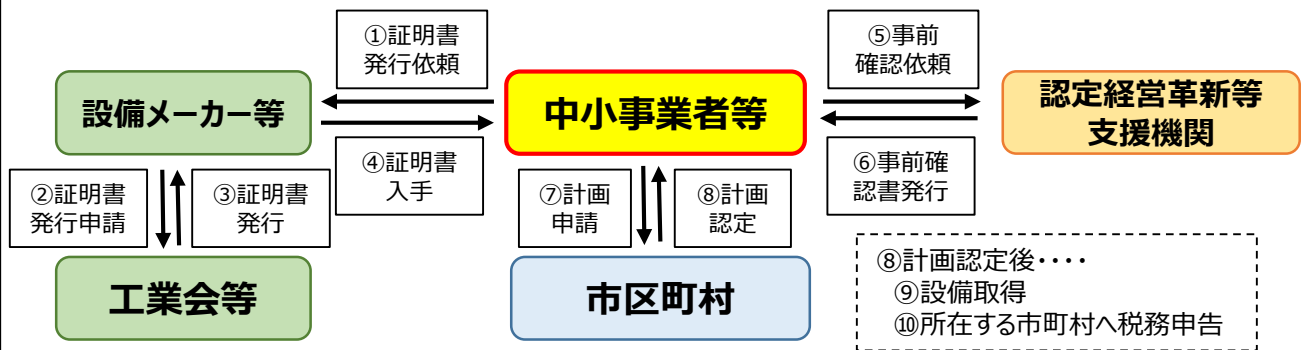 ①証明書
発行依頼
⑤事前
確認依頼
設備メーカー等
中小事業者等
認定経営革新等
支援機関
④証明書
入手
⑥事前確
認書発行
②証明書
発行申請
③証明書
発行
⑦計画
申請
⑧計画
認定
工業会等
市区町村
⑧計画認定後・・・・
⑨設備取得
⑩所在する市町村へ税務申告